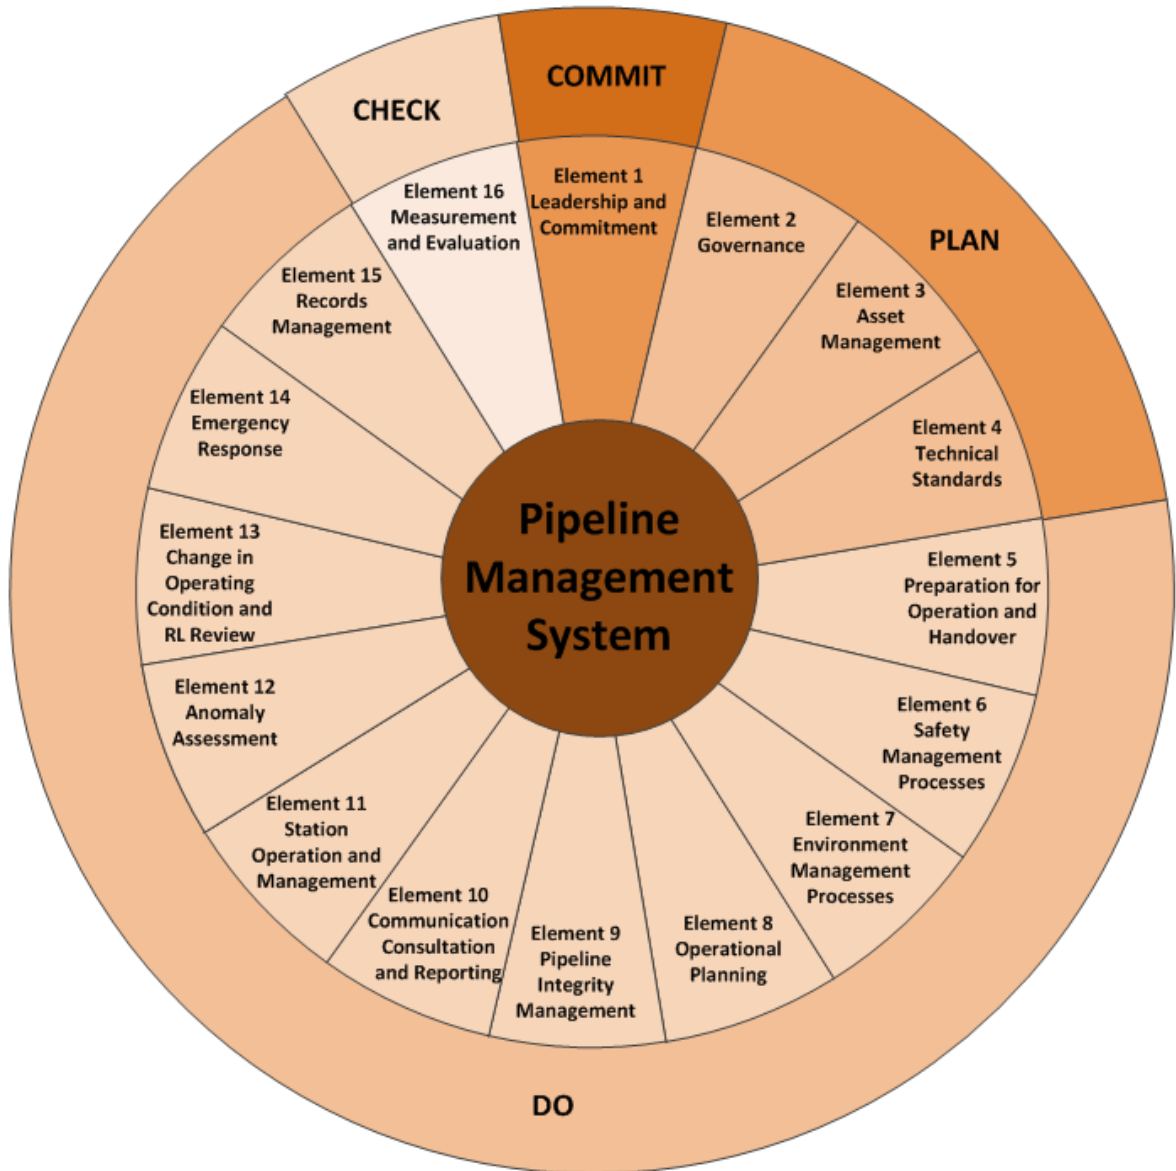 COMMIT
PLAN
DO
CHECK
Element 1
Leadership and
Commitment
Element 2
Governance
Element 3
Asset
Management
Element 4
Technical
Standards
Element 5
Preparation for
Operation and
Handover
Element 6
Safety
Management
Processes
Element 7
Environment
Management
Processes
Element 8
Operational
Planning
Element 9
Pipeline
Integrity
Management
Element 10
Communication
Consultation
and Reporting
Element 11
Station
Operation and
Management
Element 12
Anomaly
Assessment
Element 13
Change in
Operating
Condition and
RL Review
Element 14
Emergency
Response
Element 15
Records
Management
Element 16
Measurement
and Evaluation
Pipeline
Management
System